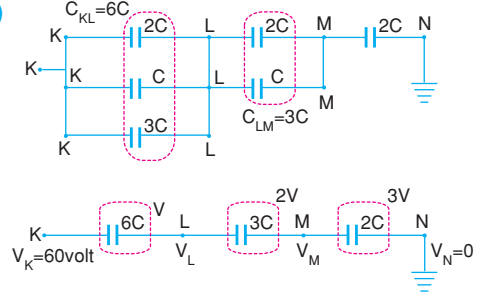 C_KL=6C
K 2C L 2C M 2C N
K K C L C M
C_LM=3C
K 3C L
V 2V 3V
K 6C L 3C M 2C N
V_K=60volt V_L V_M V_N=0